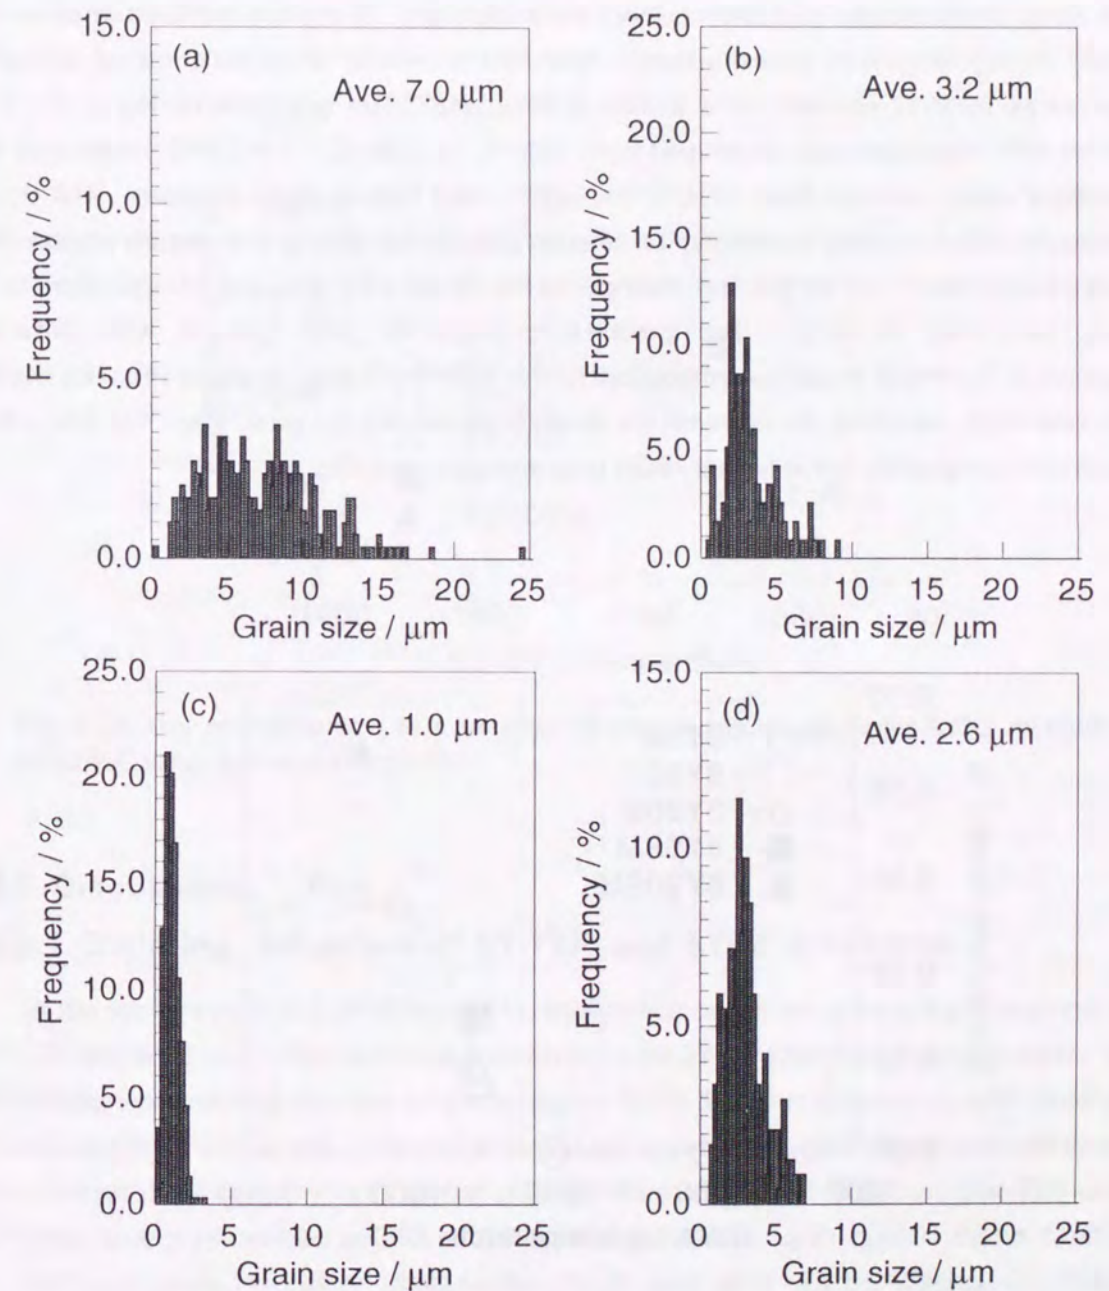 (a)
Ave. 7.0 μm
15.0
10.0
5.0
0.0
Frequency / %
0 5 10 15 20 25
Grain size / μm
(b)
Ave. 3.2 μm
25.0
20.0
15.0
10.0
5.0
0.0
Frequency / %
0 5 10 15 20 25
Grain size / μm
(c)
Ave. 1.0 μm
25.0
20.0
15.0
10.0
5.0
0.0
Frequency / %
0 5 10 15 20 25
Grain size / μm
(d)
Ave. 2.6 μm
15.0
10.0
5.0
0.0
Frequency / %
0 5 10 15 20 25
Grain size / μm